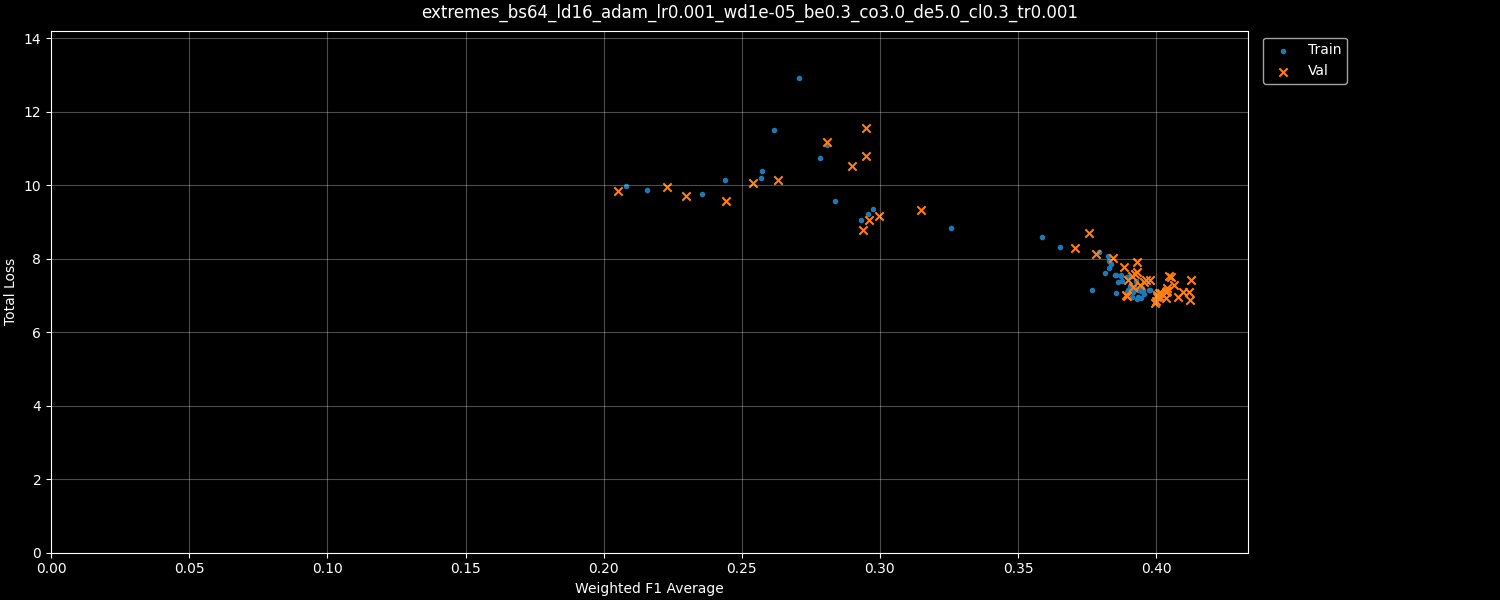 extremes_bs64_ld16_adam_lr0.001_wd1e-05_be0.3_co3.0_de5.0_cl0.3_tr0.001
Train
Val
14
12
10
8
6
4
2
0
Total Loss
0.00 0.05 0.10 0.15 0.20 0.25 0.30 0.35 0.40
Weighted F1 Average